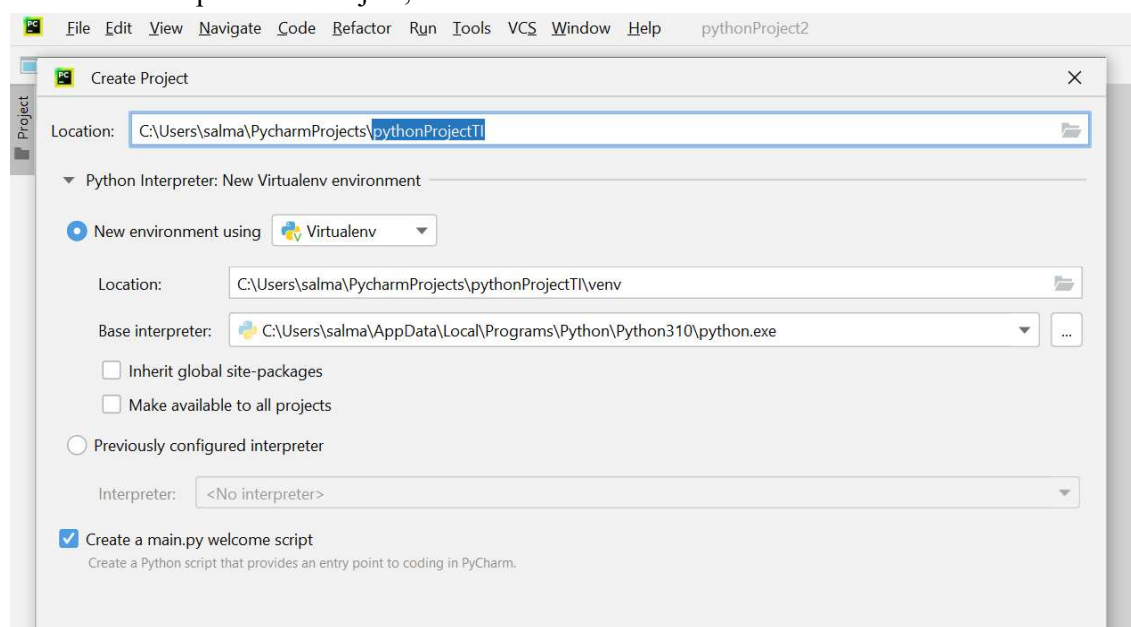 File Edit View Navigate Code Refactor Run Tools VCS Window Help pythonProject2
PC Create Project
Project
Location: C:\Users\salma\PycharmProjects\pythonProjectTI
Python Interpreter: New Virtualenv environment
New environment using Virtualenv
Location: C:\Users\salma\PycharmProjects\pythonProjectTI\venv
Base interpreter: C:\Users\salma\AppData\Local\Programs\Python\Python310\python.exe ...
Inherit global site-packages
Make available to all projects
Previously configured interpreter
Interpreter: <No interpreter>
Create a main.py welcome script
Create a Python script that provides an entry point to coding in PyCharm.